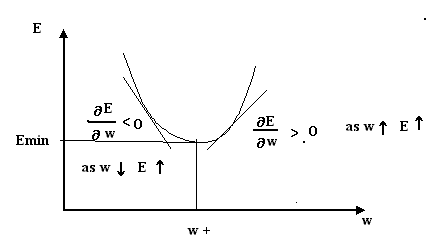 E
∂E
∂w
< 0
∂E
∂w
> 0
as w ↑ E ↑
Emin
as w ↓ E ↑
w
w +